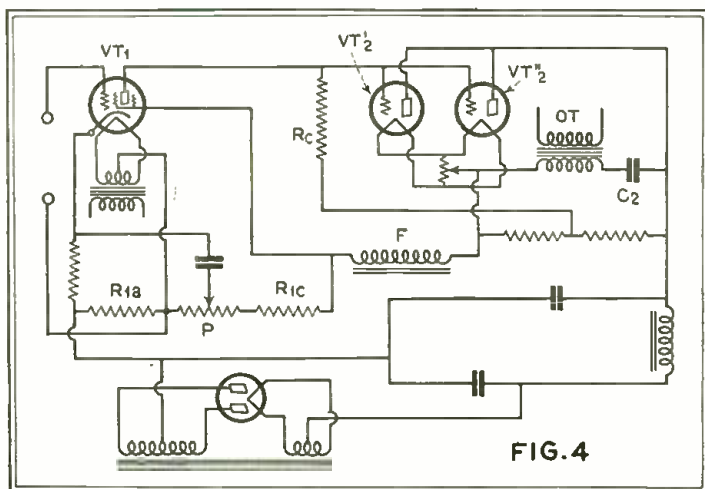 VT1
VT'2
VT"2
RC
OT
C2
F
R1a
P
R1C
FIG.4